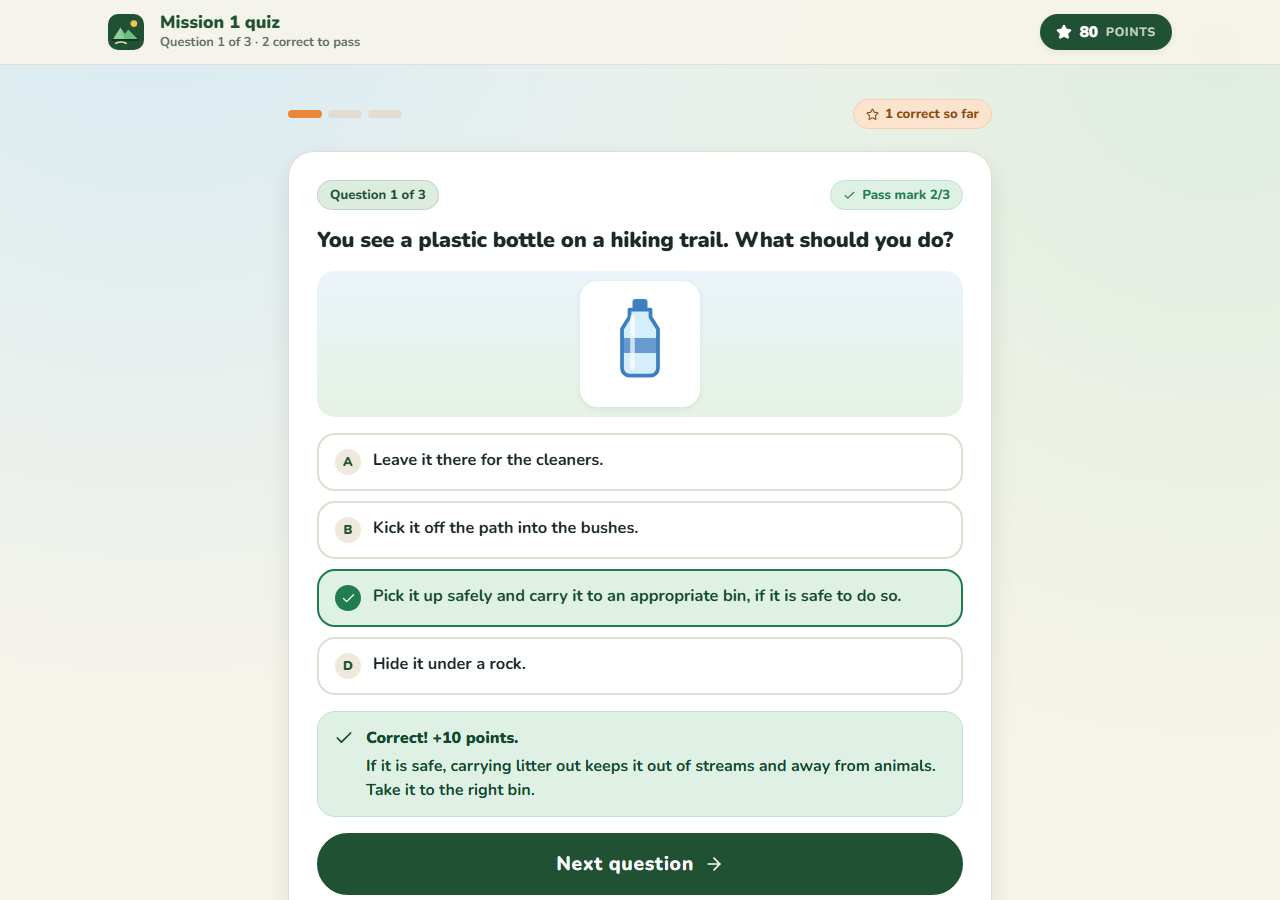 Mission 1 quiz
Question 1 of 3 · 2 correct to pass
80 POINTS
1 correct so far
Question 1 of 3
Pass mark 2/3
You see a plastic bottle on a hiking trail. What should you do?
A Leave it there for the cleaners.
B Kick it off the path into the bushes.
Pick it up safely and carry it to an appropriate bin, if it is safe to do so.
D Hide it under a rock.
Correct! +10 points.
If it is safe, carrying litter out keeps it out of streams and away from animals.
Take it to the right bin.
Next question